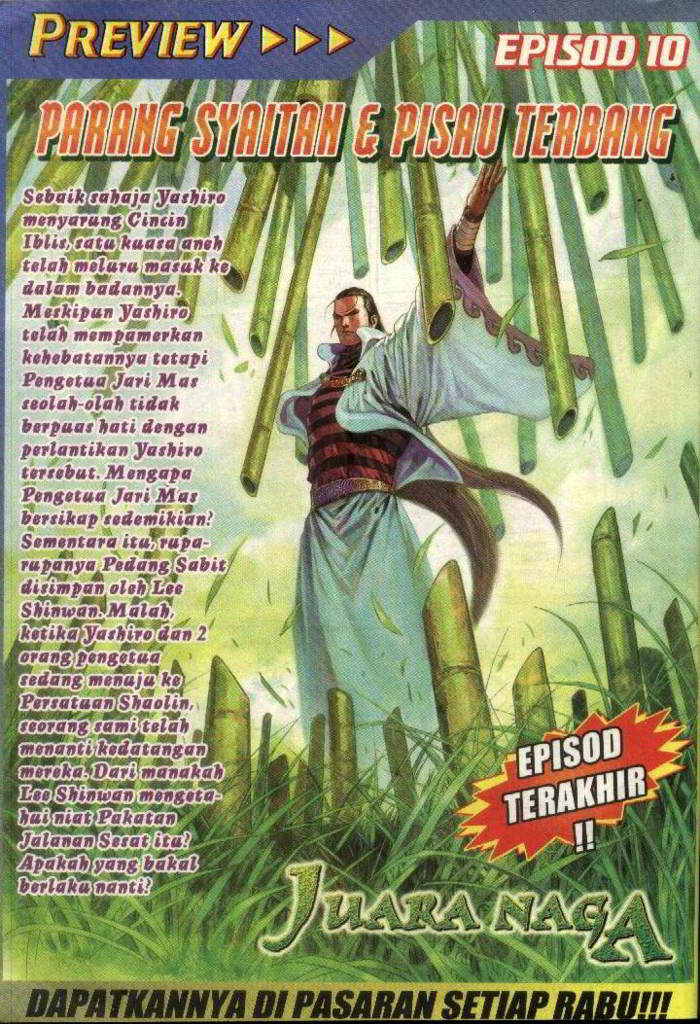 PREVIEW
EPISOD 10
PARANG SYAITAN & PISAU TERBANG
Sebaik sahaja Yashiro
menyarung Cincin
Iblis, satu kuasa aneh
telah meluru masuk ke
dalam badannya.
Meskipun Yashiro
telah mempamerkan
kehebatannya tetapi
Pengetua Jari Mas
seolah-olah tidak
berpuas hati dengan
perlantikan Yashiro
tersebut. Mengapa
Pengetua Jari Mas
bersikap sedemikian?
Sementara itu, rupa-
rupanya Pedang Sabit
disimpan oleh Lee
Shinwan. Malah,
ketika Yashiro dan 2
orang pengetua
sedang menuju ke
Persatuan Shaolin,
seorang sami telah
menanti kedatangan
mereka. Dari manakah
Lee Shinwan mengeta-
hui niat Pakatan
Jalanan Sesat itu?
Apakah yang bakal
berlaku nanti?
EPISOD
TERAKHIR
!!
JUARA NAGA
DAPATKANNYA DI PASARAN SETIAP RABU!!!